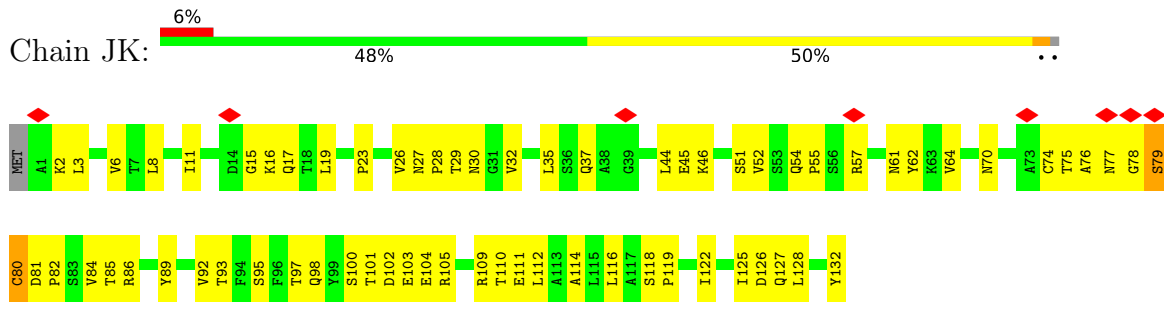 6%
Chain JK:
48% 50% ..
MET A1 K2 L3 V6 T7 L8 I11 D14 G15 K16 Q17 T18 L19 P23 V26 N27 P28 T29 N30 G31 V32 L35 S36 Q37 A38 G39 L44 E45 K46 S51 V52 S53 Q54 P55 S56 R57 N61 Y62 K63 V64 N70 A73 C74 T75 A76 N77 G78 S79
C80 D81 P82 S83 V84 T85 R86 Y89 V92 T93 F94 S95 F96 T97 Q98 Y99 S100 T101 D102 E103 E104 R105 R109 T110 E111 L112 A113 A114 L115 L116 A117 S118 P119 I122 I125 D126 Q127 L128 Y132